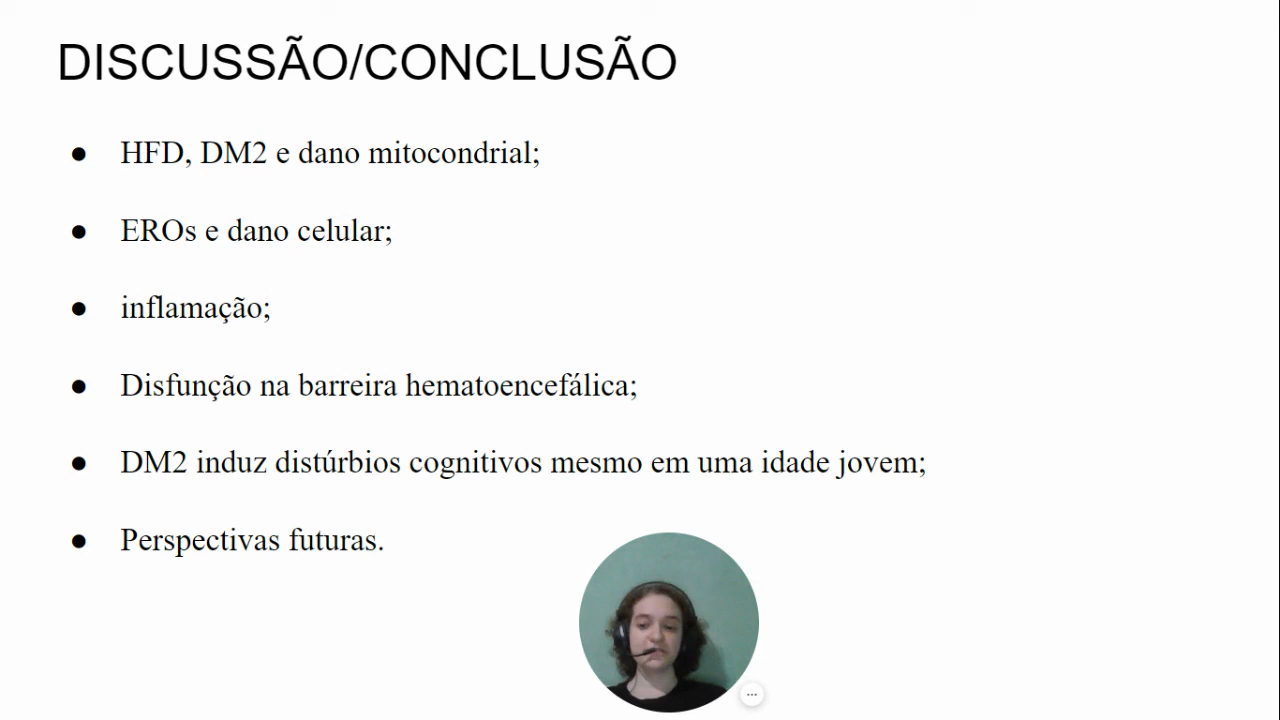 DISCUSSÃO/CONCLUSÃO
● HFD, DM2 e dano mitocondrial;
● EROs e dano celular;
● inflamação;
● Disfunção na barreira hematoencefálica;
● DM2 induz distúrbios cognitivos mesmo em uma idade jovem;
● Perspectivas futuras.